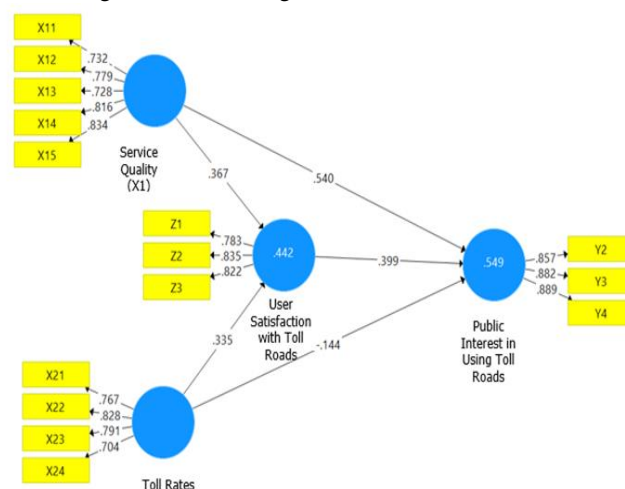 X11
X12
X13
X14
X15
.732
.779
.728
.816
.834
Service
Quality
(X1)
.367
.540
Z1
Z2
Z3
.783
.835
.822
.442
User
Satisfaction
with Toll
Roads
.399
.549
.857
.882
.889
Y2
Y3
Y4
Public
Interest in
Using Toll
Roads
.335
-.144
X21
X22
X23
X24
.767
.828
.791
.704
Toll Rates